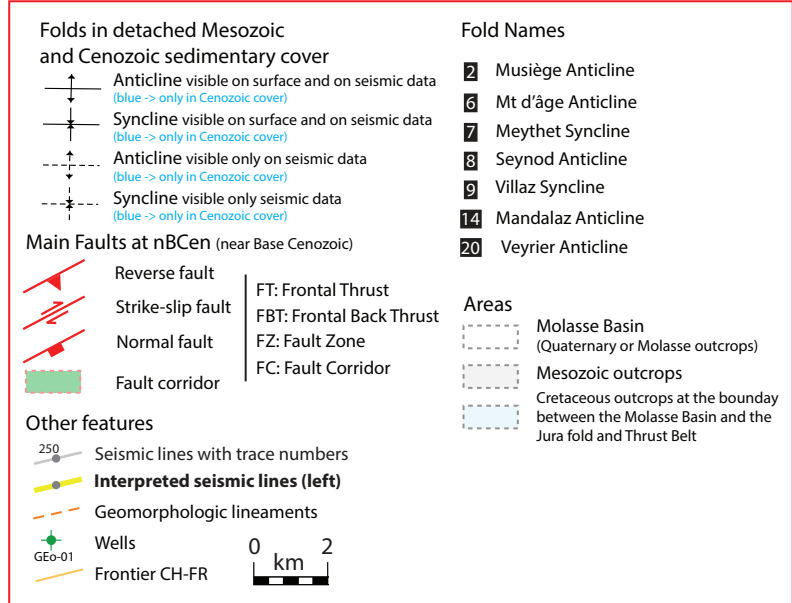 Folds in detached Mesozoic
and Cenozoic sedimentary cover
Anticline visible on surface and on seismic data
(blue -> only in Cenozoic cover)
Syncline visible on surface and on seismic data
(blue -> only in Cenozoic cover)
Anticline visible only on seismic data
(blue -> only in Cenozoic cover)
Syncline visible only seismic data
(blue -> only in Cenozoic cover)
Main Faults at nBCen (near Base Cenozoic)
Reverse fault
Strike-slip fault
Normal fault
Fault corridor
FT: Frontal Thrust
FBT: Frontal Back Thrust
FZ: Fault Zone
FC: Fault Corridor
Other features
250
Seismic lines with trace numbers
Interpreted seismic lines (left)
Geomorphologic lineaments
Wells
GEo-01
Frontier CH-FR
0 2
km
Fold Names
2 Musiège Anticline
6 Mt d'âge Anticline
7 Meythet Syncline
8 Seynod Anticline
9 Villaz Syncline
14 Mandalaz Anticline
20 Veyrier Anticline
Areas
Molasse Basin
(Quaternary or Molasse outcrops)
Mesozoic outcrops
Cretaceous outcrops at the bounday
between the Molasse Basin and the
Jura fold and Thrust Belt